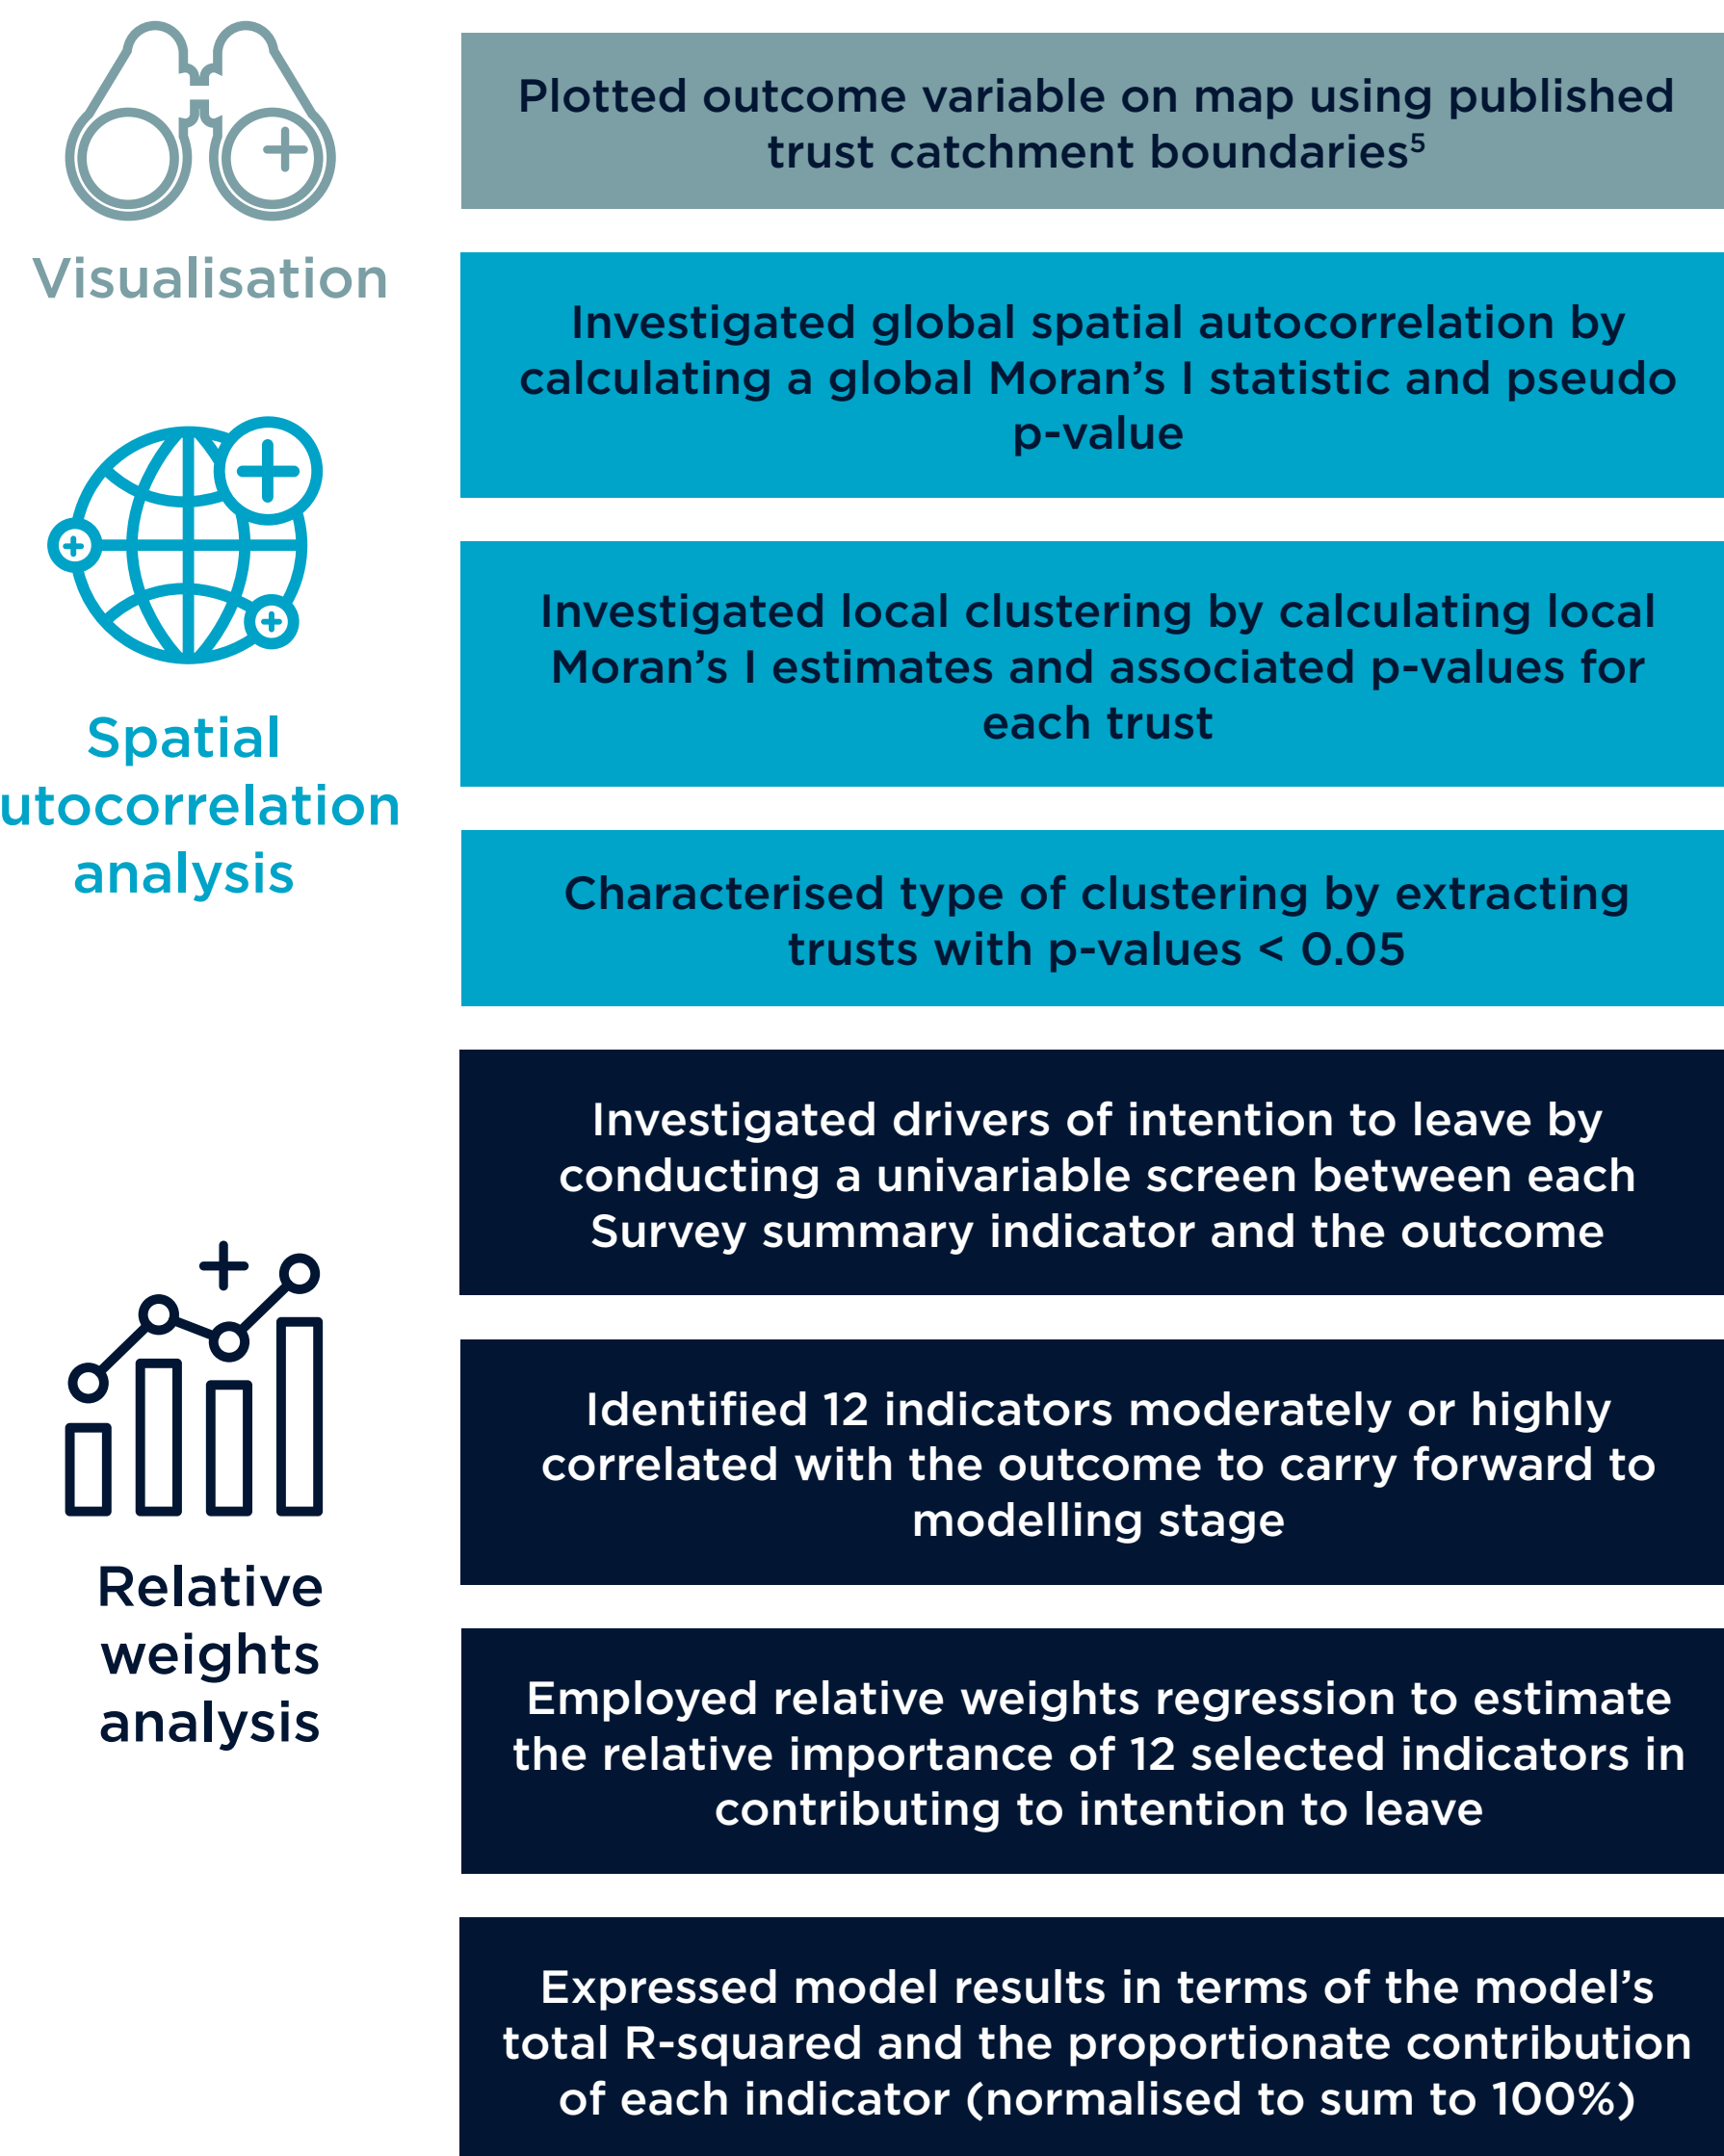 Plotted outcome variable on map using published
trust catchment boundaries⁵
Visualisation
Investigated global spatial autocorrelation by
calculating a global Moran’s I statistic and pseudo
p-value
Investigated local clustering by calculating local
Moran’s I estimates and associated p-values for
each trust
Spatial
utocorrelation
analysis
Characterised type of clustering by extracting
trusts with p-values < 0.05
Investigated drivers of intention to leave by
conducting a univariable screen between each
Survey summary indicator and the outcome
Identified 12 indicators moderately or highly
correlated with the outcome to carry forward to
modelling stage
Relative
weights
analysis
Employed relative weights regression to estimate
the relative importance of 12 selected indicators in
contributing to intention to leave
Expressed model results in terms of the model’s
total R-squared and the proportionate contribution
of each indicator (normalised to sum to 100%)